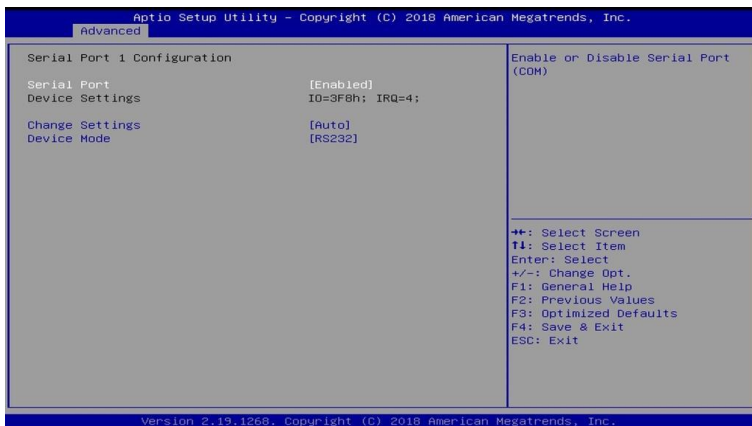 Aptio Setup Utility – Copyright (C) 2018 American Megatrends, Inc.
Advanced
Serial Port 1 Configuration
Serial Port [Enabled]
Device Settings IO=3F8h; IRQ=4;
Change Settings [Auto]
Device Mode [RS232]
Enable or Disable Serial Port
(COM)
→←: Select Screen
↑↓: Select Item
Enter: Select
+/-: Change Opt.
F1: General Help
F2: Previous Values
F3: Optimized Defaults
F4: Save & Exit
ESC: Exit
Version 2.19.1268. Copyright (C) 2018 American Megatrends, Inc.